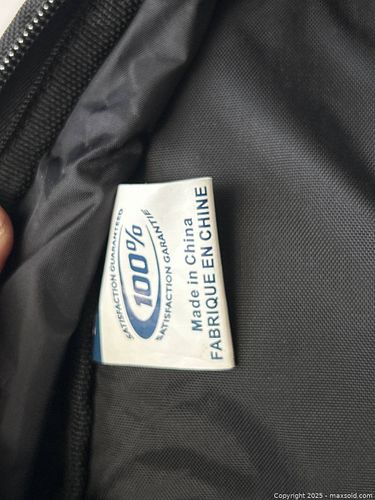 SATISFACTION GUARANTEED
100%
SATISFACTION GARANTIE
Made in China
FABRIQUE EN CHINE
Copyright 2025 - maxsold.com